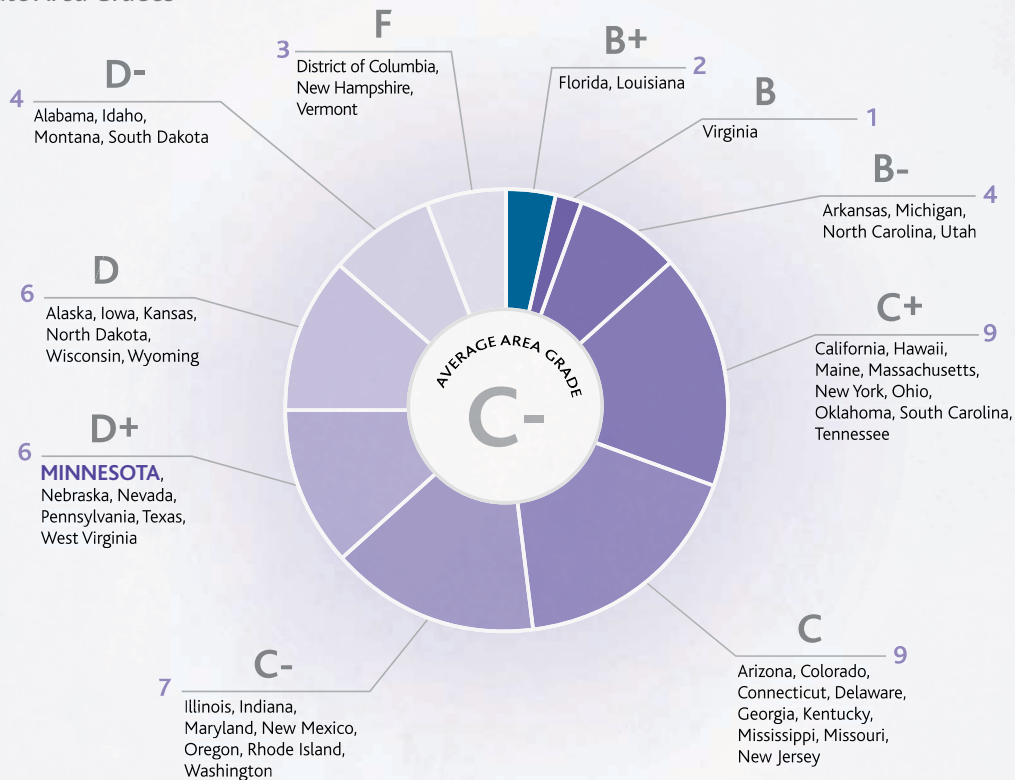 F
3
District of Columbia,
New Hampshire,
Vermont
B+
2
Florida, Louisiana
B
1
Virginia
B-
4
Arkansas, Michigan,
North Carolina, Utah
C+
9
California, Hawaii,
Maine, Massachusetts,
New York, Ohio,
Oklahoma, South Carolina,
Tennessee
C
9
Arizona, Colorado,
Connecticut, Delaware,
Georgia, Kentucky,
Mississippi, Missouri,
New Jersey
C-
7
Illinois, Indiana,
Maryland, New Mexico,
Oregon, Rhode Island,
Washington
D+
6
MINNESOTA,
Nebraska, Nevada,
Pennsylvania, Texas,
West Virginia
D
6
Alaska, Iowa, Kansas,
North Dakota,
Wisconsin, Wyoming
D-
4
Alabama, Idaho,
Montana, South Dakota
AVERAGE AREA GRADE
C-